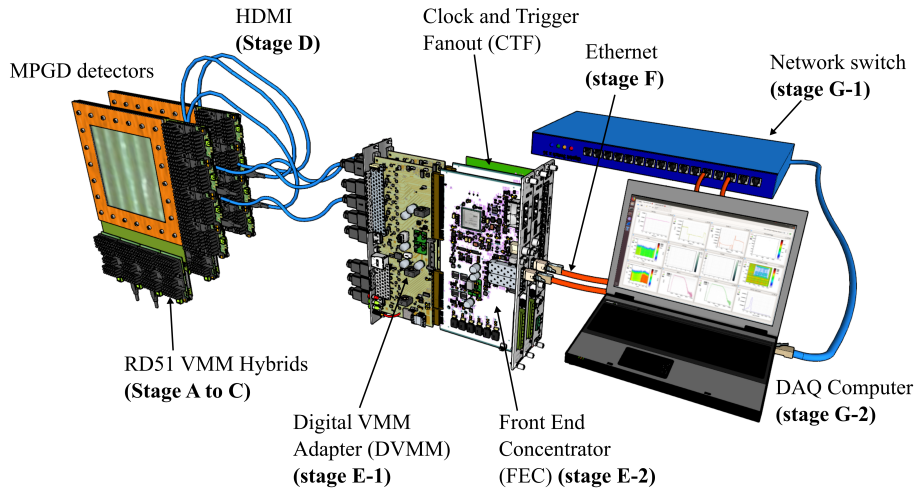 HDMI
(Stage D)
Clock and Trigger
Fanout (CTF)
Ethernet
(stage F)
Network switch
(stage G-1)
MPGD detectors
RD51 VMM Hybrids
(Stage A to C)
Digital VMM
Adapter (DVMM)
(stage E-1)
Front End
Concentrator
(FEC) (stage E-2)
DAQ Computer
(stage G-2)